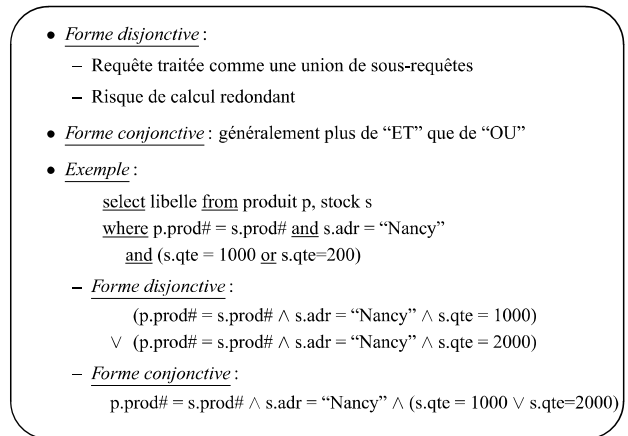 • Forme disjonctive :
– Requête traitée comme une union de sous-requêtes
– Risque de calcul redondant
• Forme conjonctive : généralement plus de “ET” que de “OU”
• Exemple :
select libelle from produit p, stock s
where p.prod# = s.prod# and s.adr = “Nancy”
and (s.qte = 1000 or s.qte=200)
– Forme disjonctive :
(p.prod# = s.prod# ∧ s.adr = “Nancy” ∧ s.qte = 1000)
∨ (p.prod# = s.prod# ∧ s.adr = “Nancy” ∧ s.qte = 2000)
– Forme conjonctive :
p.prod# = s.prod# ∧ s.adr = “Nancy” ∧ (s.qte = 1000 ∨ s.qte=2000)